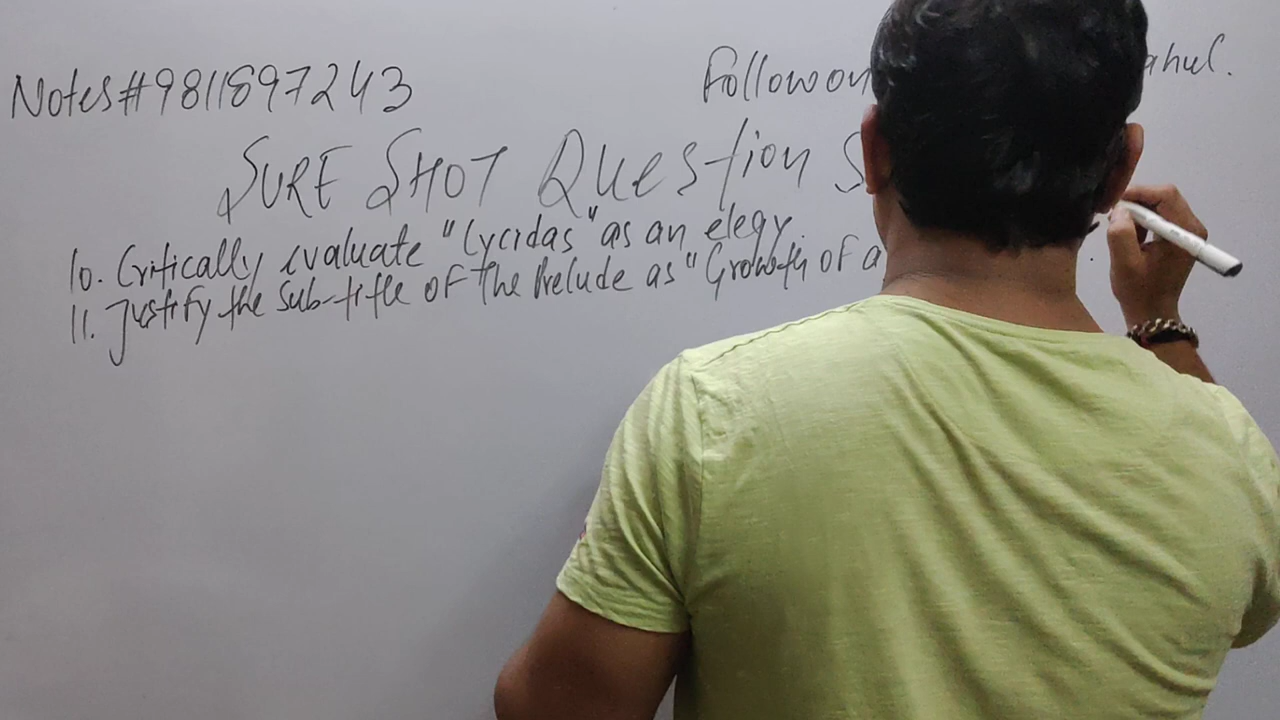 Notes#9811897243
Follow on
SURE SHOT Question S
10. Critically evaluate "Lycidas" as an elegy.
11. Justify the sub-title of the Prelude as "Growth of a